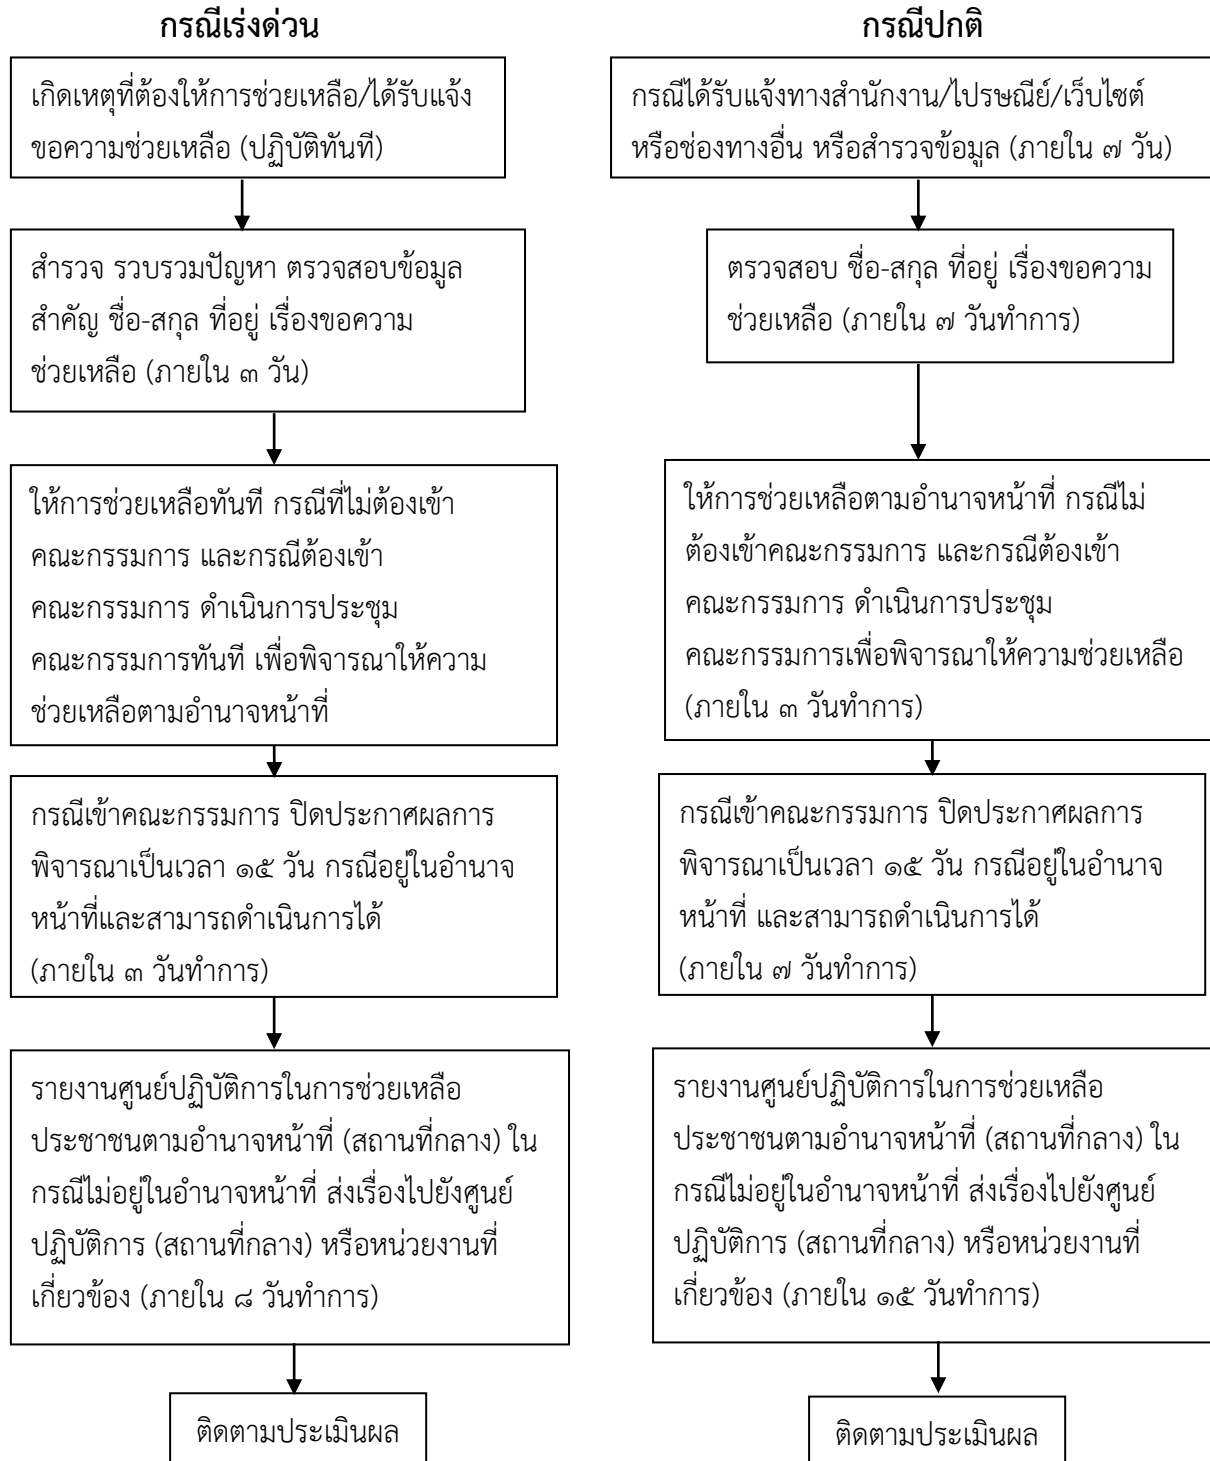 กรณีเร่งด่วน
เกิดเหตุที่ต้องให้การช่วยเหลือ/ได้รับแจ้ง
ขอความช่วยเหลือ (ปฏิบัติทันที)
สำรวจ รวบรวมปัญหา ตรวจสอบข้อมูล
สำคัญ ชื่อ-สกุล ที่อยู่ เรื่องขอความ
ช่วยเหลือ (ภายใน ๓ วัน)
ให้การช่วยเหลือทันที กรณีที่ไม่ต้องเข้า
คณะกรรมการ และกรณีต้องเข้า
คณะกรรมการ ดำเนินการประชุม
คณะกรรมการทันที เพื่อพิจารณาให้ความ
ช่วยเหลือตามอำนาจหน้าที่
กรณีเข้าคณะกรรมการ ปิดประกาศผลการ
พิจารณาเป็นเวลา ๑๕ วัน กรณีอยู่ในอำนาจ
หน้าที่และสามารถดำเนินการได้
(ภายใน ๓ วันทำการ)
รายงานศูนย์ปฏิบัติการในการช่วยเหลือ
ประชาชนตามอำนาจหน้าที่ (สถานที่กลาง) ใน
กรณีไม่อยู่ในอำนาจหน้าที่ ส่งเรื่องไปยังศูนย์
ปฏิบัติการ (สถานที่กลาง) หรือหน่วยงานที่
เกี่ยวข้อง (ภายใน ๘ วันทำการ)
ติดตามประเมินผล
กรณีปกติ
กรณีได้รับแจ้งทางสำนักงาน/ไปรษณีย์/เว็บไซต์
หรือช่องทางอื่น หรือสำรวจข้อมูล (ภายใน ๗ วัน)
ตรวจสอบ ชื่อ-สกุล ที่อยู่ เรื่องขอความ
ช่วยเหลือ (ภายใน ๗ วันทำการ)
ให้การช่วยเหลือตามอำนาจหน้าที่ กรณีไม่
ต้องเข้าคณะกรรมการ และกรณีต้องเข้า
คณะกรรมการ ดำเนินการประชุม
คณะกรรมการเพื่อพิจารณาให้ความช่วยเหลือ
(ภายใน ๓ วันทำการ)
กรณีเข้าคณะกรรมการ ปิดประกาศผลการ
พิจารณาเป็นเวลา ๑๕ วัน กรณีอยู่ในอำนาจ
หน้าที่ และสามารถดำเนินการได้
(ภายใน ๗ วันทำการ)
รายงานศูนย์ปฏิบัติการในการช่วยเหลือ
ประชาชนตามอำนาจหน้าที่ (สถานที่กลาง) ใน
กรณีไม่อยู่ในอำนาจหน้าที่ ส่งเรื่องไปยังศูนย์
ปฏิบัติการ (สถานที่กลาง) หรือหน่วยงานที่
เกี่ยวข้อง (ภายใน ๑๕ วันทำการ)
ติดตามประเมินผล